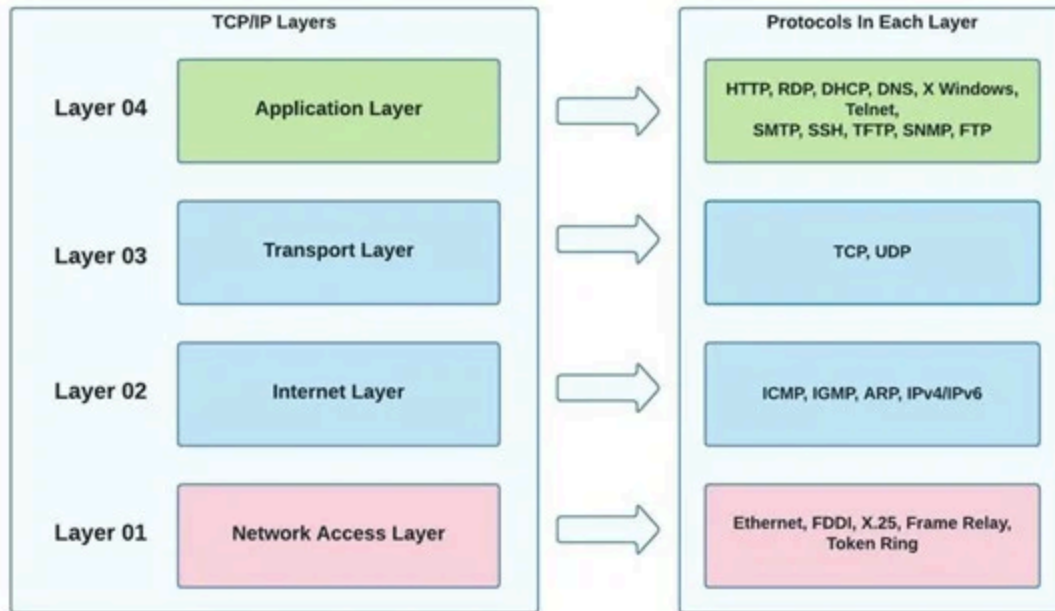 TCP/IP Layers
Protocols In Each Layer
Layer 04
Application Layer
HTTP, RDP, DHCP, DNS, X Windows,
Telnet,
SMTP, SSH, TFTP, SNMP, FTP
Layer 03
Transport Layer
TCP, UDP
Layer 02
Internet Layer
ICMP, IGMP, ARP, IPv4/IPv6
Layer 01
Network Access Layer
Ethernet, FDDI, X.25, Frame Relay,
Token Ring